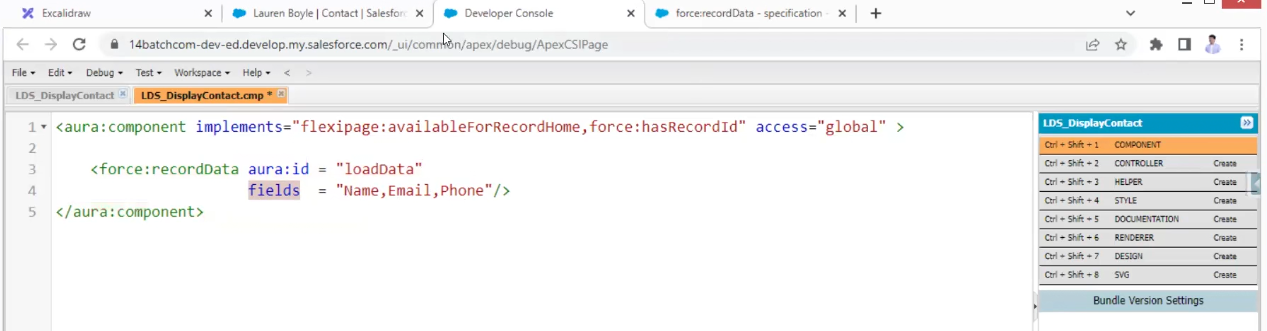 Excalidraw
Lauren Boyle | Contact | Salesforc
Developer Console
force:recordData - specification -
14batchcom-dev-ed.develop.my.salesforce.com/_ui/common/apex/debug/ApexCSIPage
File Edit Debug Test Workspace Help < >
LDS_DisplayContact LDS_DisplayContact.cmp *
1 <aura:component implements="flexipage:availableForRecordHome,force:hasRecordId" access="global" >
2
3 <force:recordData aura:id = "loadData"
4 fields = "Name,Email,Phone"/>
5 </aura:component>
LDS_DisplayContact
Ctrl + Shift + 1 COMPONENT
Ctrl + Shift + 2 CONTROLLER Create
Ctrl + Shift + 3 HELPER Create
Ctrl + Shift + 4 STYLE Create
Ctrl + Shift + 5 DOCUMENTATION Create
Ctrl + Shift + 6 RENDERER Create
Ctrl + Shift + 7 DESIGN Create
Ctrl + Shift + 8 SVG Create
Bundle Version Settings